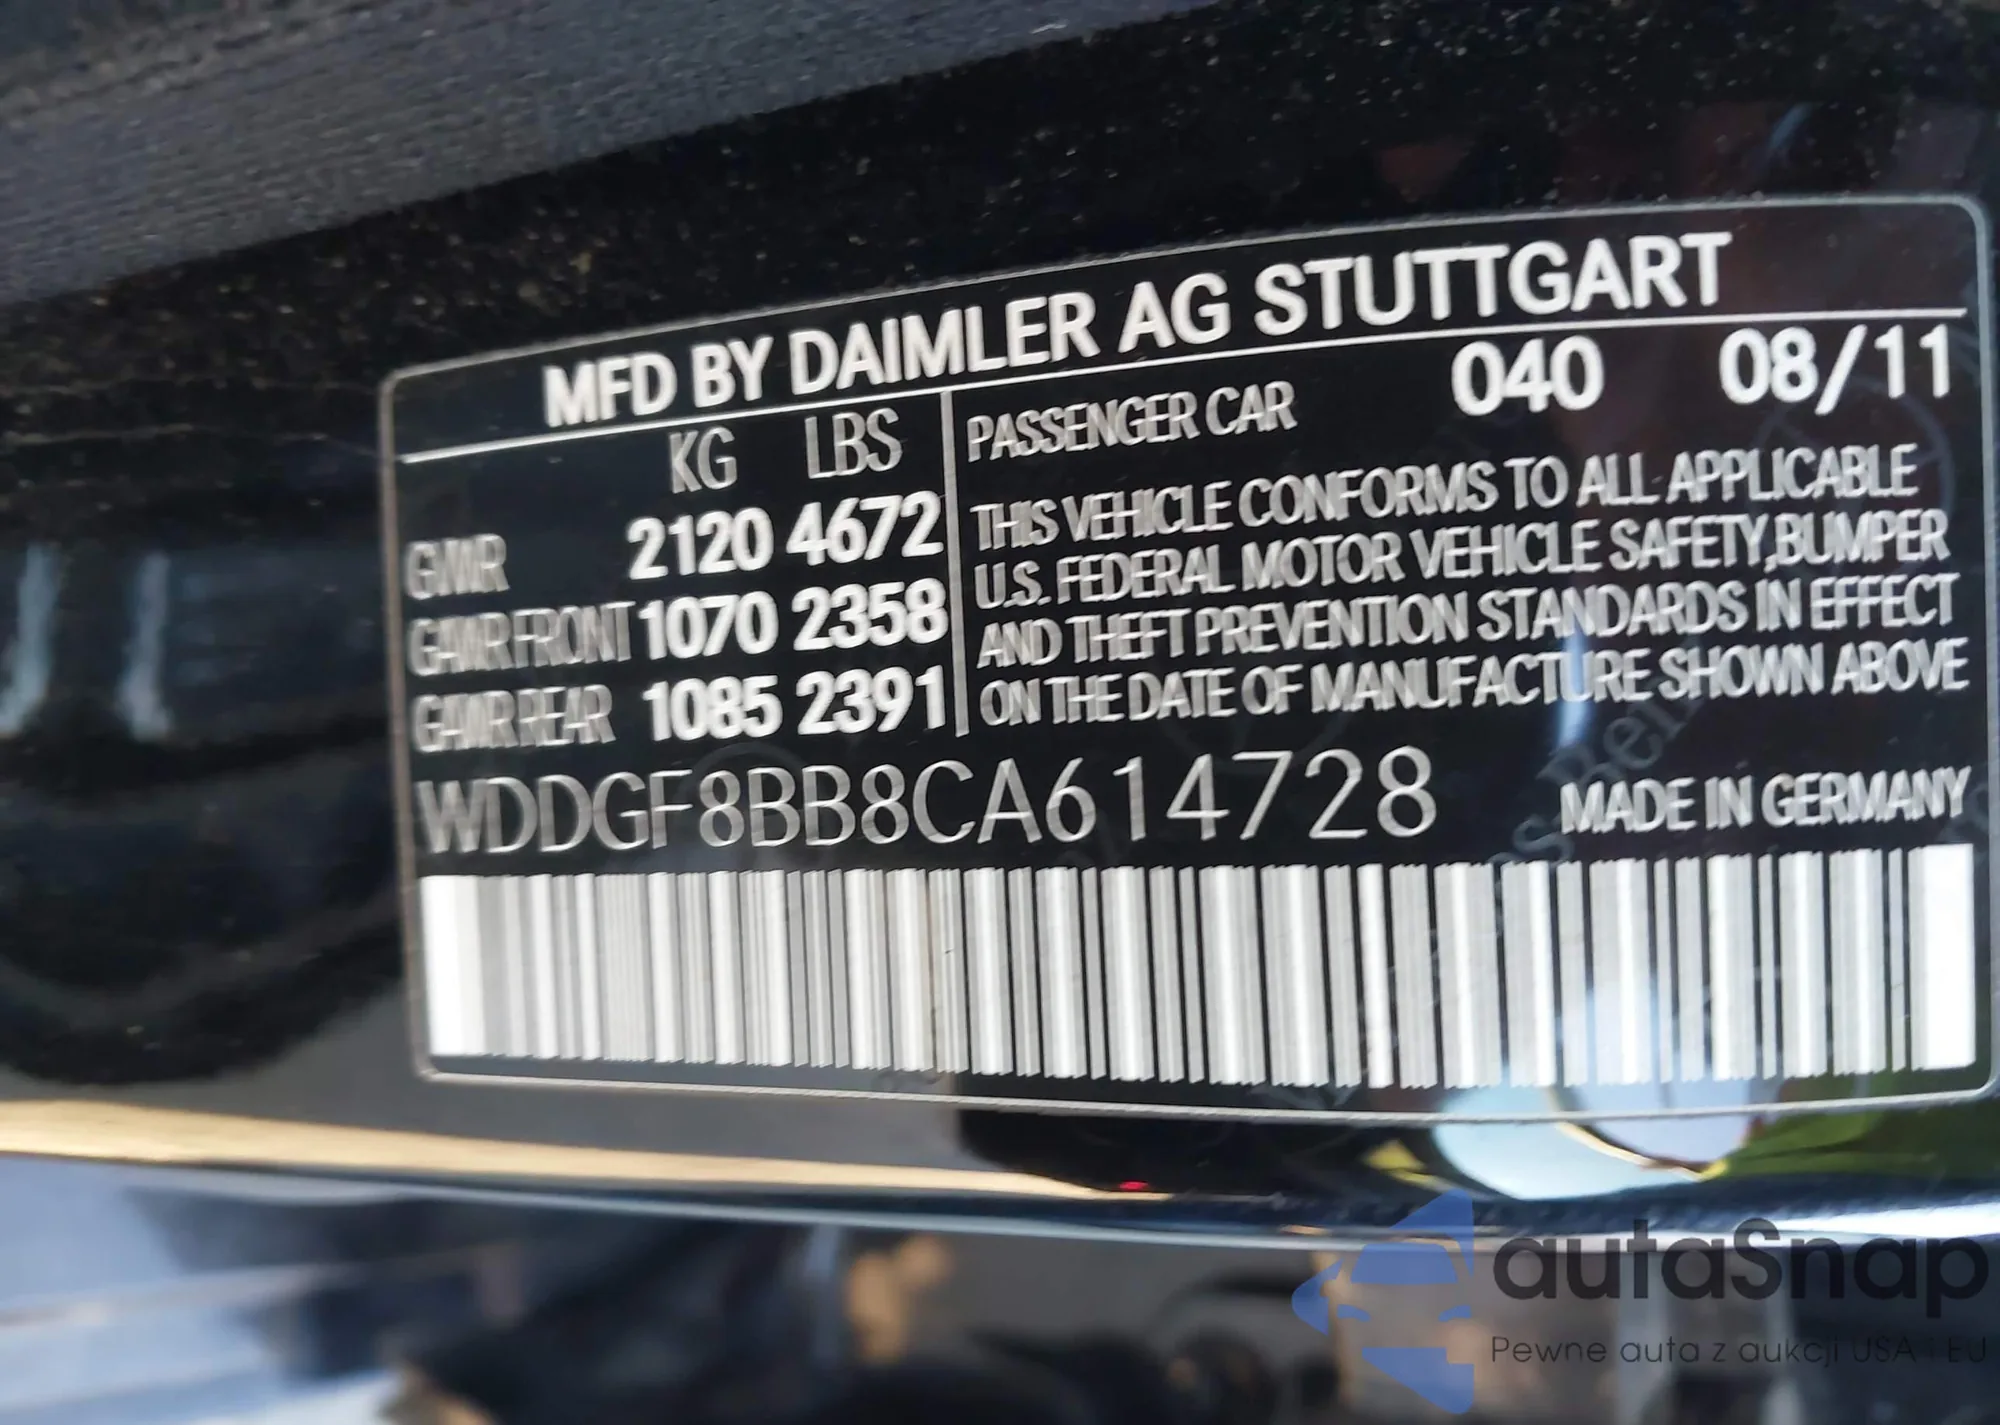 MFD BY DAIMLER AG STUTTGART
KG LBS
GVWR 2120 4672
GAWR FRONT 1070 2358
GAWR REAR 1085 2391
PASSENGER CAR 040 08/11
THIS VEHICLE CONFORMS TO ALL APPLICABLE
U.S. FEDERAL MOTOR VEHICLE SAFETY, BUMPER
AND THEFT PREVENTION STANDARDS IN EFFECT
ON THE DATE OF MANUFACTURE SHOWN ABOVE
WDDGF8BB8CA614728 MADE IN GERMANY
autaSnap
Pewne auta z aukcji USA i EU